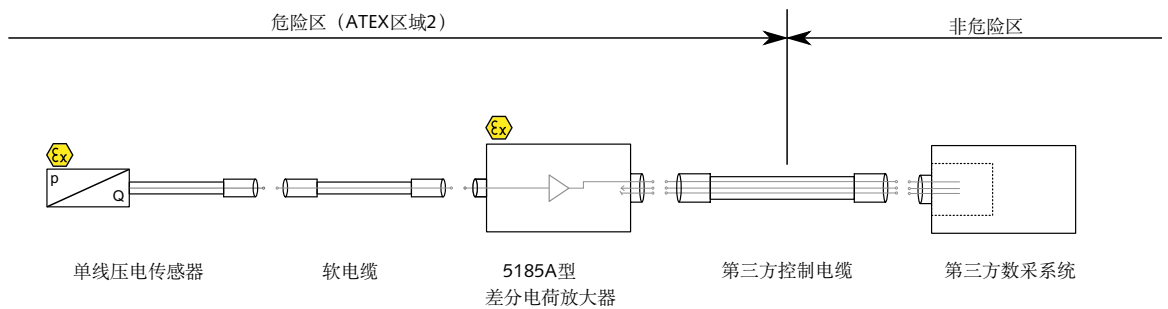 危险区（ATEX区域2）
非危险区
εx
εx
p
Q
单线压电传感器
软电缆
5185A型
差分电荷放大器
第三方控制电缆
第三方数采系统